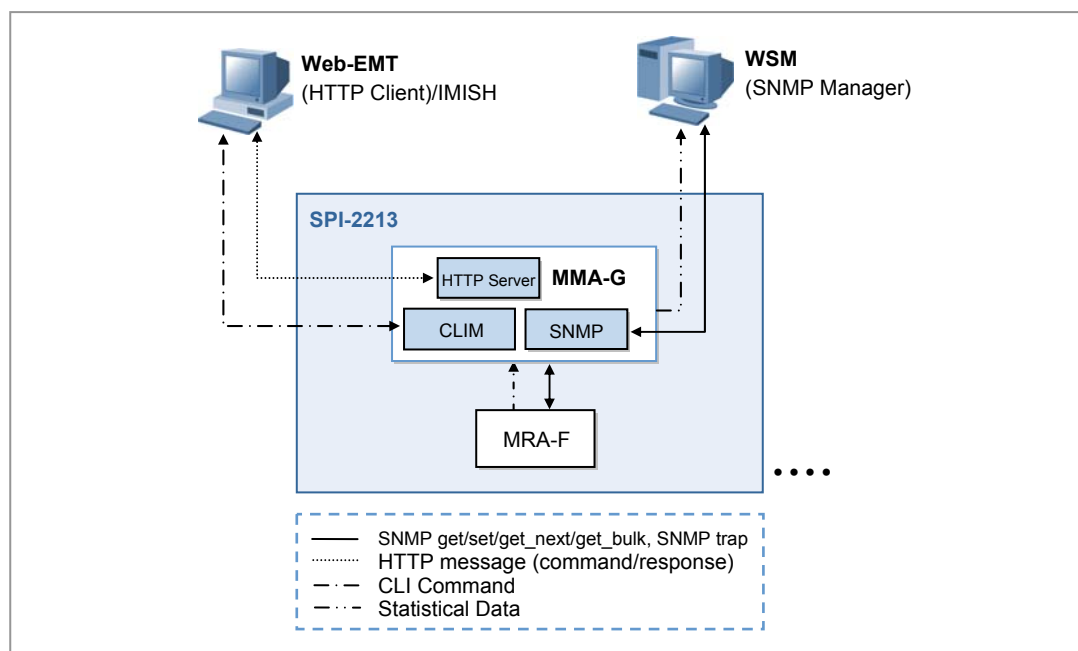 Web-EMT
(HTTP Client)/IMISH
WSM
(SNMP Manager)
SPI-2213
HTTP Server
MMA-G
CLIM
SNMP
MRA-F
SNMP get/set/get_next/get_bulk, SNMP trap
HTTP message (command/response)
CLI Command
Statistical Data